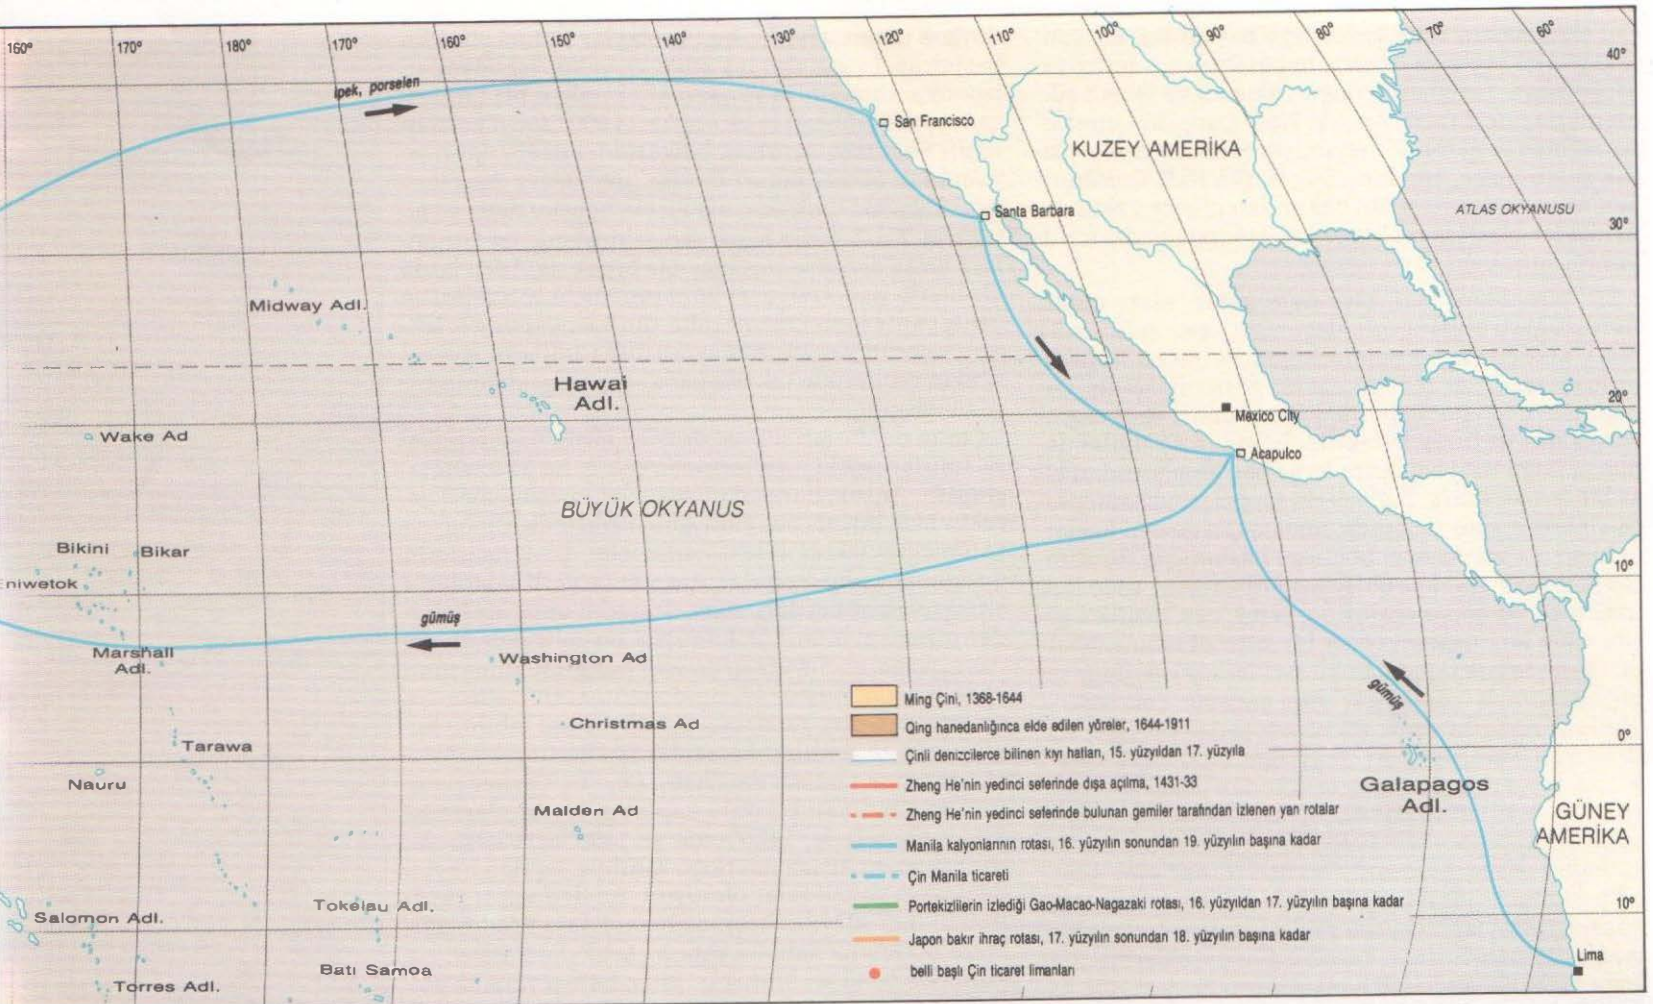 160°
170°
180°
170°
160°
150°
140°
130°
120°
110°
100°
90°
80°
70°
60°
40°
ipek, porselen
San Francisco
KUZEY AMERİKA
Santa Barbara
ATLAS OKYANUSU
30°
Midway Adl.
Hawai
Adl.
20°
Mexico City
Wake Ad
Acapulco
BÜYÜK OKYANUS
Bikini
Bikar
niwetok
10°
gümüş
Marshall
Adl.
Washington Ad
gümüş
Christmas Ad
Tarawa
0°
Nauru
Galapagos
Adl.
Malden Ad
GÜNEY
AMERİKA
Ming Çini, 1368-1644
Qing hanedanlığınca elde edilen yöreler, 1644-1911
Çinli denizcilerce bilinen kıyı hatları, 15. yüzyıldan 17. yüzyıla
Zheng He'nin yedinci seferinde dışa açılma, 1431-33
Zheng He'nin yedinci seferinde bulunan gemiler tarafından izlenen yan rotalar
Manila kalyonlarının rotası, 16. yüzyılın sonundan 19. yüzyılın başına kadar
Çin Manila ticareti
Portekizlilerin izlediği Gao-Macao-Nagazaki rotası, 16. yüzyıldan 17. yüzyılın başına kadar
Japon bakır ihraç rotası, 17. yüzyılın sonundan 18. yüzyılın başına kadar
belli başlı Çin ticaret limanları
Salomon Adl.
Tokelau Adl.
10°
Batı Samoa
Lima
Torres Adl.